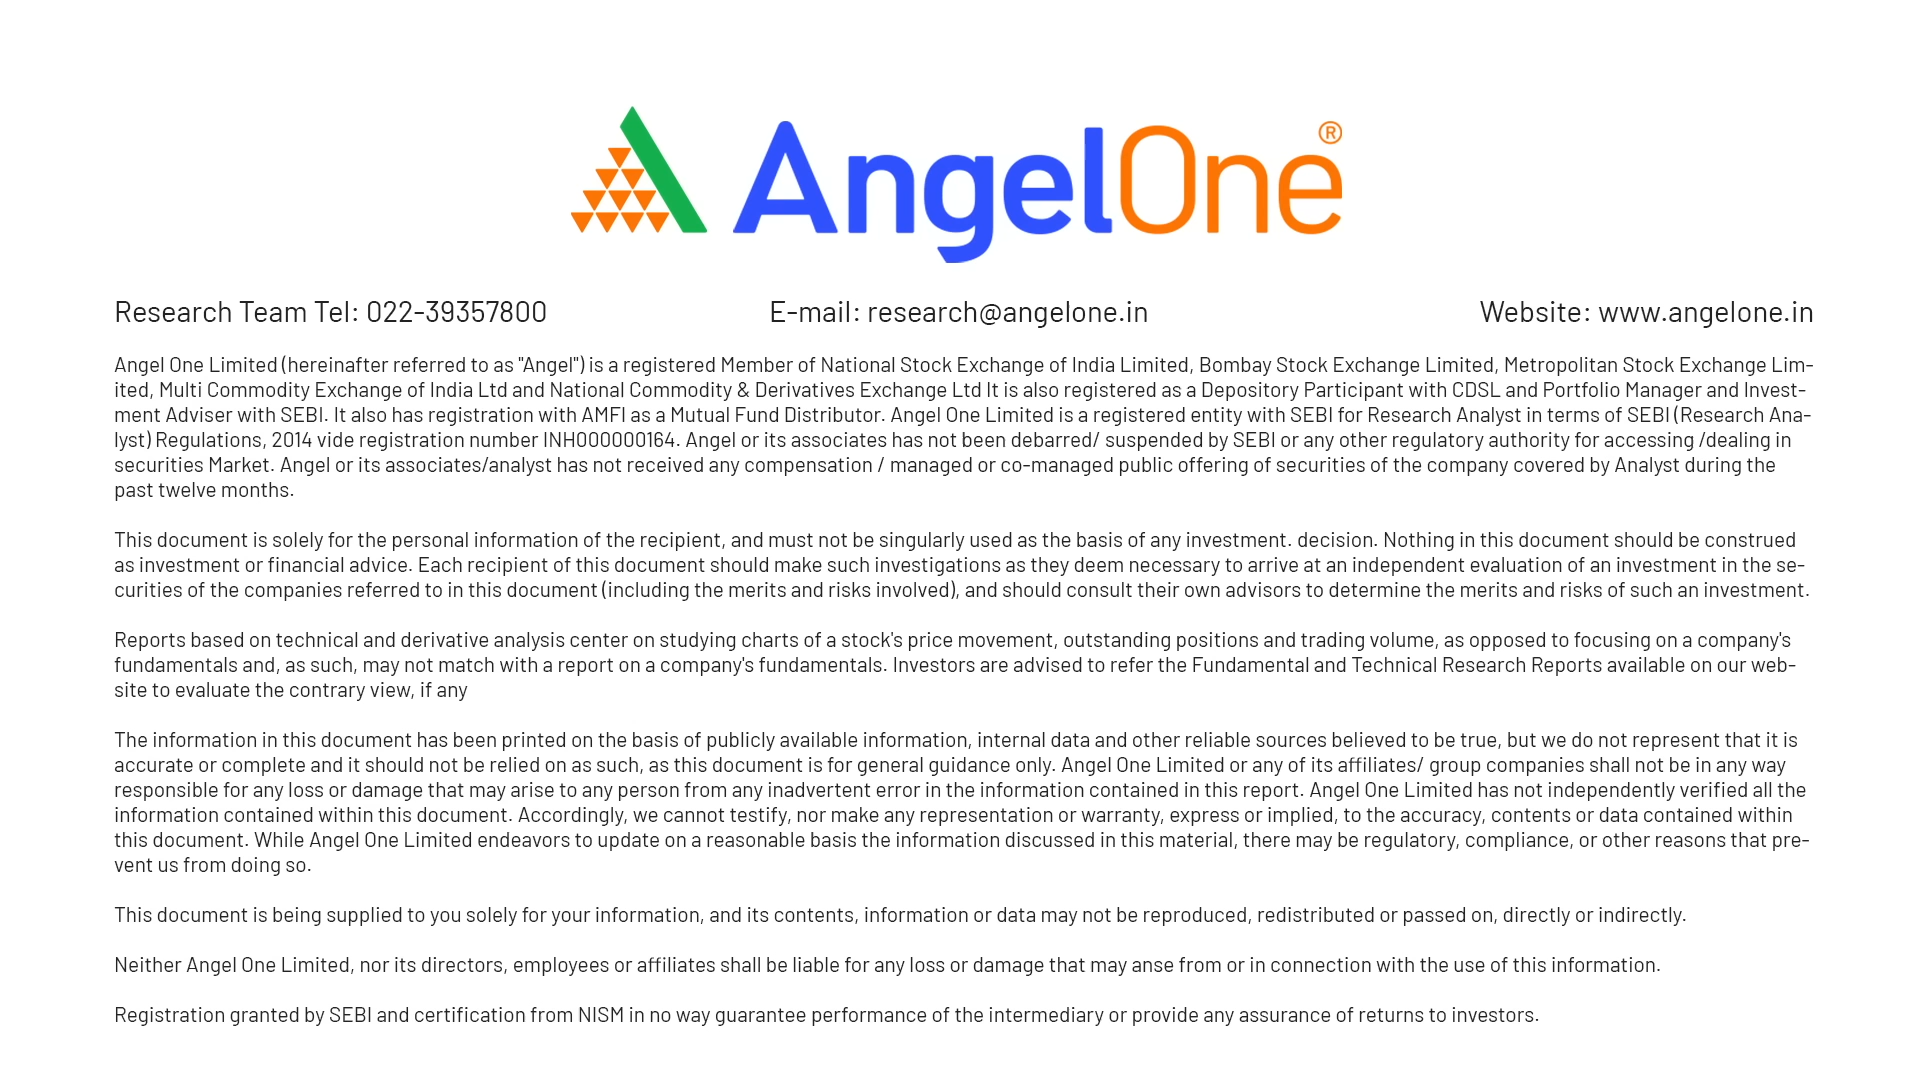 AngelOne®
Research Team Tel: 022-39357800 E-mail: research@angelone.in Website: www.angelone.in
Angel One Limited (hereinafter referred to as "Angel") is a registered Member of National Stock Exchange of India Limited, Bombay Stock Exchange Limited, Metropolitan Stock Exchange Lim-
ited, Multi Commodity Exchange of India Ltd and National Commodity & Derivatives Exchange Ltd It is also registered as a Depository Participant with CDSL and Portfolio Manager and Invest-
ment Adviser with SEBI. It also has registration with AMFI as a Mutual Fund Distributor. Angel One Limited is a registered entity with SEBI for Research Analyst in terms of SEBI (Research Ana-
lyst) Regulations, 2014 vide registration number INH000000164. Angel or its associates has not been debarred/ suspended by SEBI or any other regulatory authority for accessing /dealing in
securities Market. Angel or its associates/analyst has not received any compensation / managed or co-managed public offering of securities of the company covered by Analyst during the
past twelve months.
This document is solely for the personal information of the recipient, and must not be singularly used as the basis of any investment. decision. Nothing in this document should be construed
as investment or financial advice. Each recipient of this document should make such investigations as they deem necessary to arrive at an independent evaluation of an investment in the se-
curities of the companies referred to in this document (including the merits and risks involved), and should consult their own advisors to determine the merits and risks of such an investment.
Reports based on technical and derivative analysis center on studying charts of a stock's price movement, outstanding positions and trading volume, as opposed to focusing on a company's
fundamentals and, as such, may not match with a report on a company's fundamentals. Investors are advised to refer the Fundamental and Technical Research Reports available on our web-
site to evaluate the contrary view, if any
The information in this document has been printed on the basis of publicly available information, internal data and other reliable sources believed to be true, but we do not represent that it is
accurate or complete and it should not be relied on as such, as this document is for general guidance only. Angel One Limited or any of its affiliates/ group companies shall not be in any way
responsible for any loss or damage that may arise to any person from any inadvertent error in the information contained in this report. Angel One Limited has not independently verified all the
information contained within this document. Accordingly, we cannot testify, nor make any representation or warranty, express or implied, to the accuracy, contents or data contained within
this document. While Angel One Limited endeavors to update on a reasonable basis the information discussed in this material, there may be regulatory, compliance, or other reasons that pre-
vent us from doing so.
This document is being supplied to you solely for your information, and its contents, information or data may not be reproduced, redistributed or passed on, directly or indirectly.
Neither Angel One Limited, nor its directors, employees or affiliates shall be liable for any loss or damage that may anse from or in connection with the use of this information.
Registration granted by SEBI and certification from NISM in no way guarantee performance of the intermediary or provide any assurance of returns to investors.